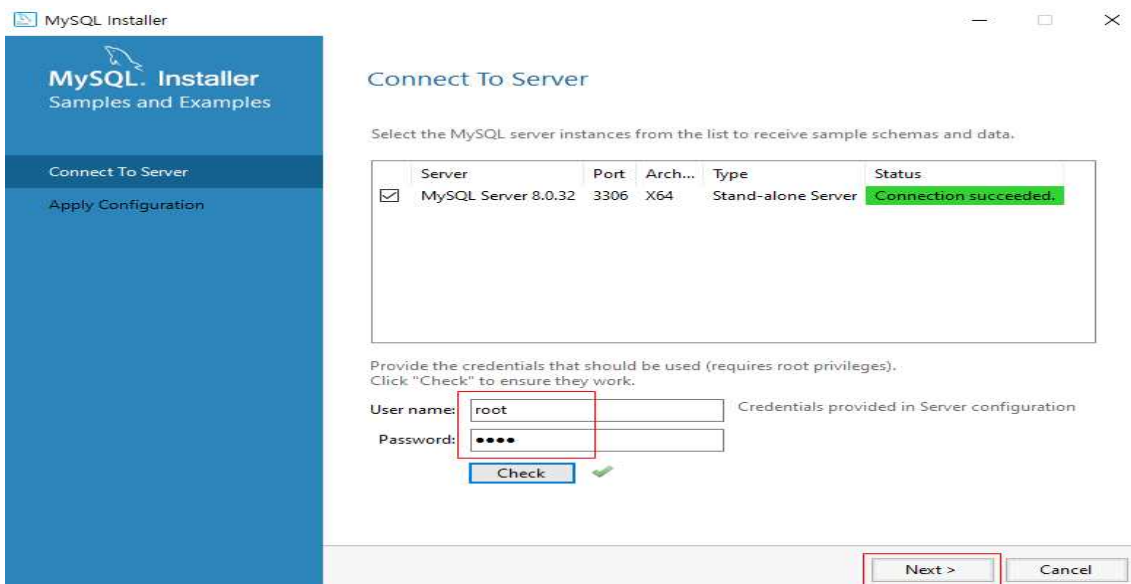 MySQL Installer
MySQL. Installer
Samples and Examples
Connect To Server
Apply Configuration
Connect To Server
Select the MySQL server instances from the list to receive sample schemas and data.
Server Port Arch... Type Status
MySQL Server 8.0.32 3306 X64 Stand-alone Server Connection succeeded.
Provide the credentials that should be used (requires root privileges).
Click "Check" to ensure they work.
User name: root Credentials provided in Server configuration
Password: ●●●●
Check
Next > Cancel